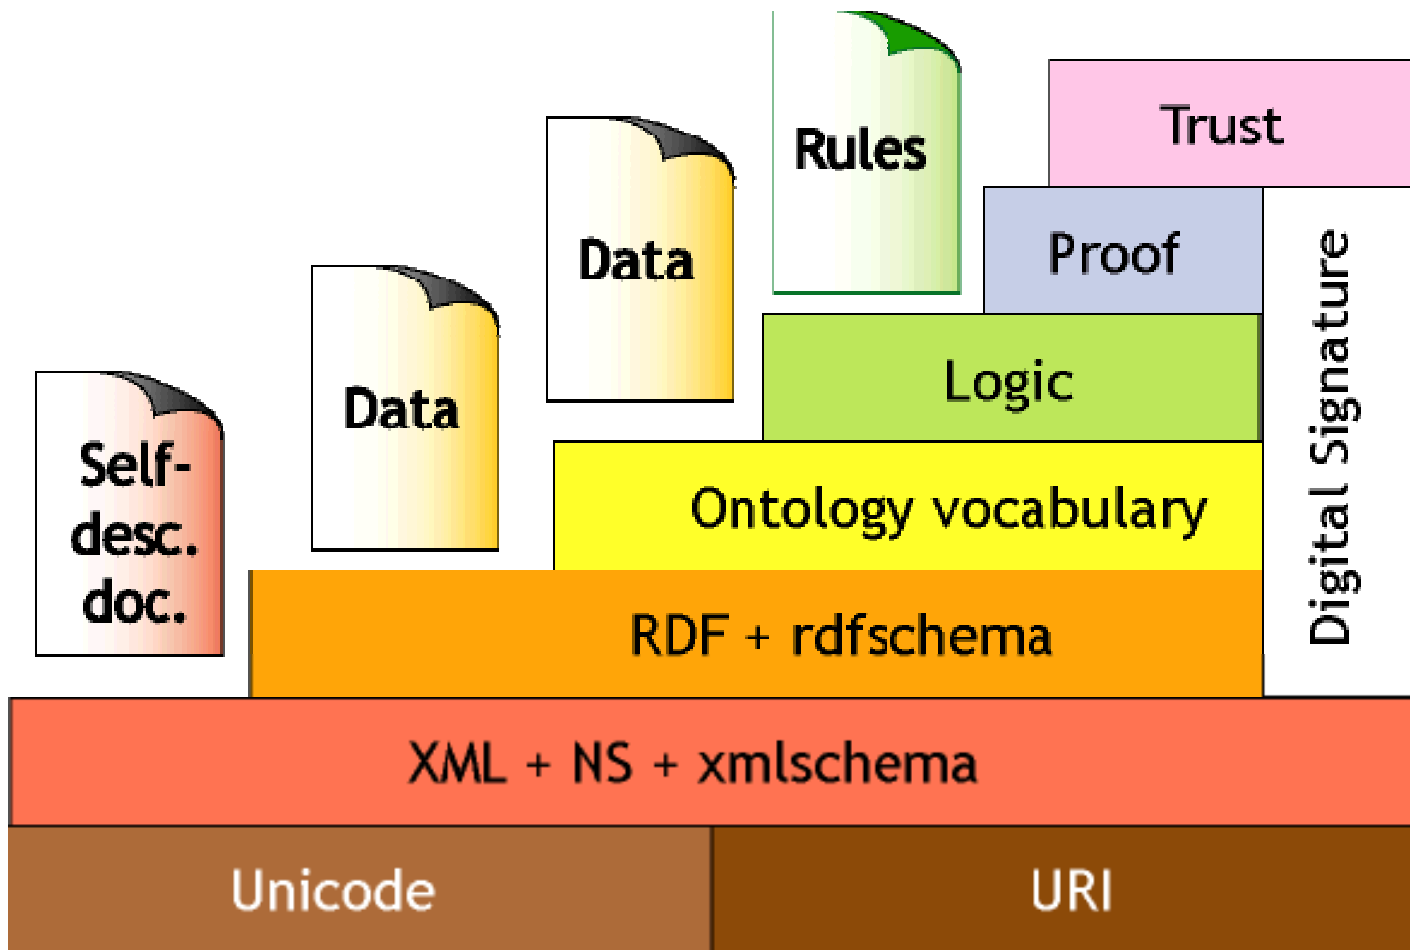 Trust
Rules
Proof
Data
Digital Signature
Logic
Data
Self-
desc.
doc.
Ontology vocabulary
RDF + rdfschema
XML + NS + xmlschema
Unicode
URI